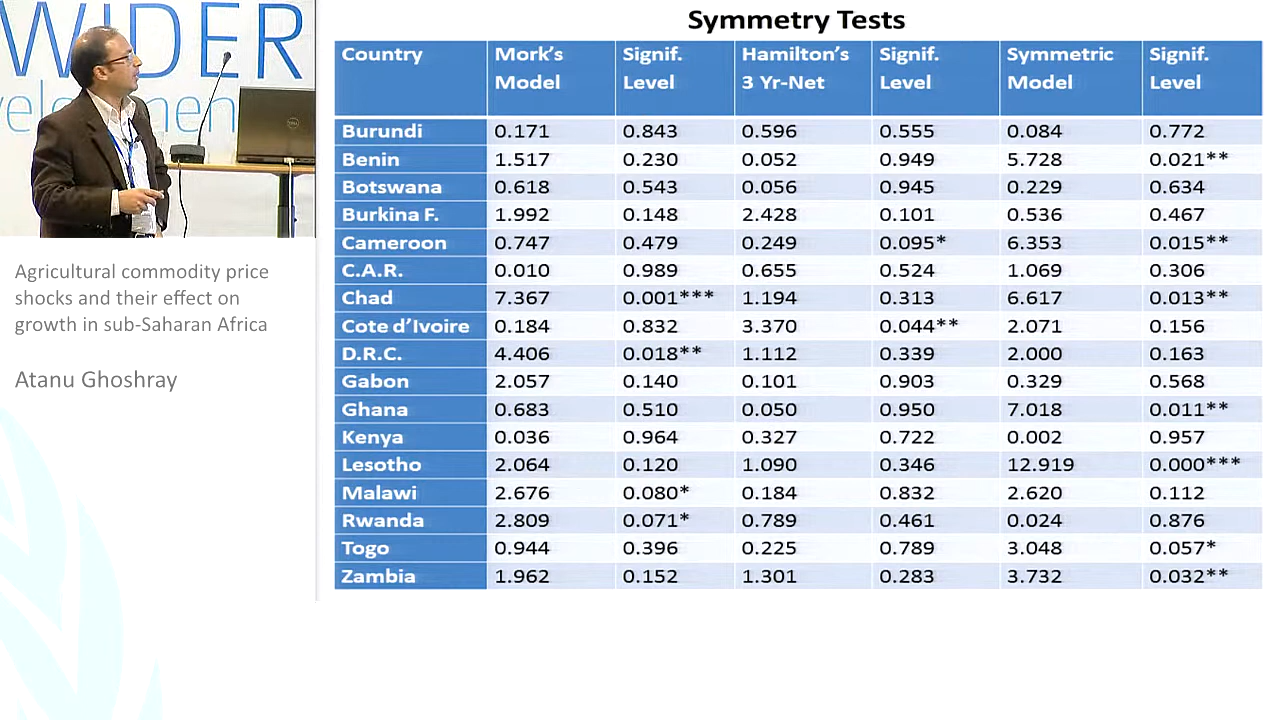 WIDER
Symmetry Tests
Country Mork's Model Signif. Level Hamilton's 3 Yr-Net Signif. Level Symmetric Model Signif. Level
Burundi 0.171 0.843 0.596 0.555 0.084 0.772
Benin 1.517 0.230 0.052 0.949 5.728 0.021**
Botswana 0.618 0.543 0.056 0.945 0.229 0.634
Burkina F. 1.992 0.148 2.428 0.101 0.536 0.467
Cameroon 0.747 0.479 0.249 0.095* 6.353 0.015**
C.A.R. 0.010 0.989 0.655 0.524 1.069 0.306
Chad 7.367 0.001*** 1.194 0.313 6.617 0.013**
Cote d'Ivoire 0.184 0.832 3.370 0.044** 2.071 0.156
D.R.C. 4.406 0.018** 1.112 0.339 2.000 0.163
Gabon 2.057 0.140 0.101 0.903 0.329 0.568
Ghana 0.683 0.510 0.050 0.950 7.018 0.011**
Kenya 0.036 0.964 0.327 0.722 0.002 0.957
Lesotho 2.064 0.120 1.090 0.346 12.919 0.000***
Malawi 2.676 0.080* 0.184 0.832 2.620 0.112
Rwanda 2.809 0.071* 0.789 0.461 0.024 0.876
Togo 0.944 0.396 0.225 0.789 3.048 0.057*
Zambia 1.962 0.152 1.301 0.283 3.732 0.032**
Agricultural commodity price
shocks and their effect on
growth in sub-Saharan Africa
Atanu Ghoshray